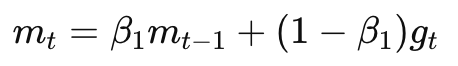 m_t = β_1 m_{t−1} + (1 − β_1) g_t